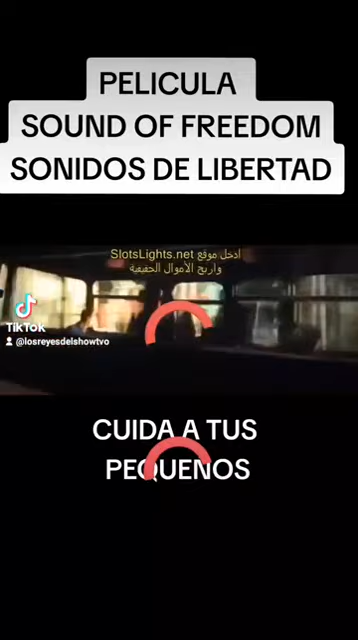 PELICULA
SOUND OF FREEDOM
SONIDOS DE LIBERTAD
ادخل موقع SlotsLights.net
واربح الأموال الحقيقية
TikTok
@losreyesdelshowtvo
CUIDA A TUS
PEQUENOS